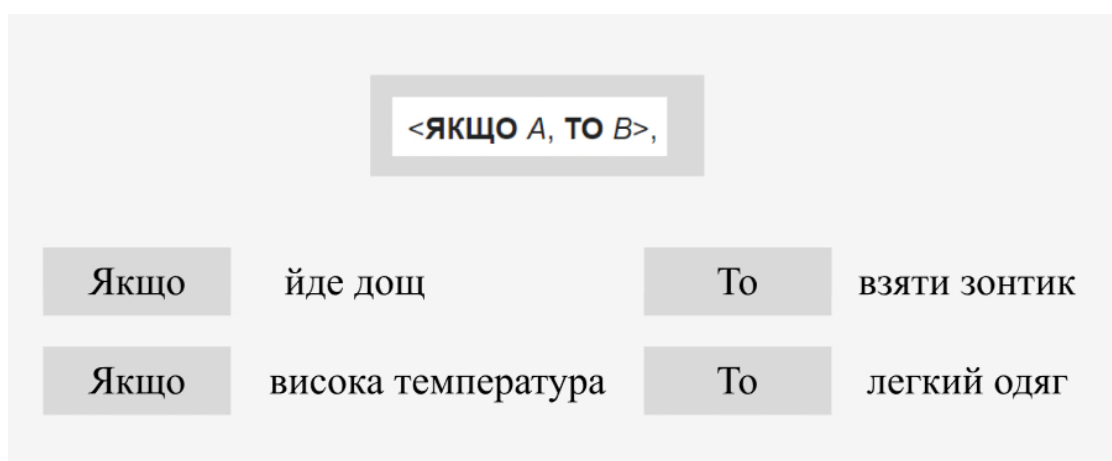 <ЯКЩО A, ТО B>,
Якщо йде дощ То взяти зонтик
Якщо висока температура То легкий одяг